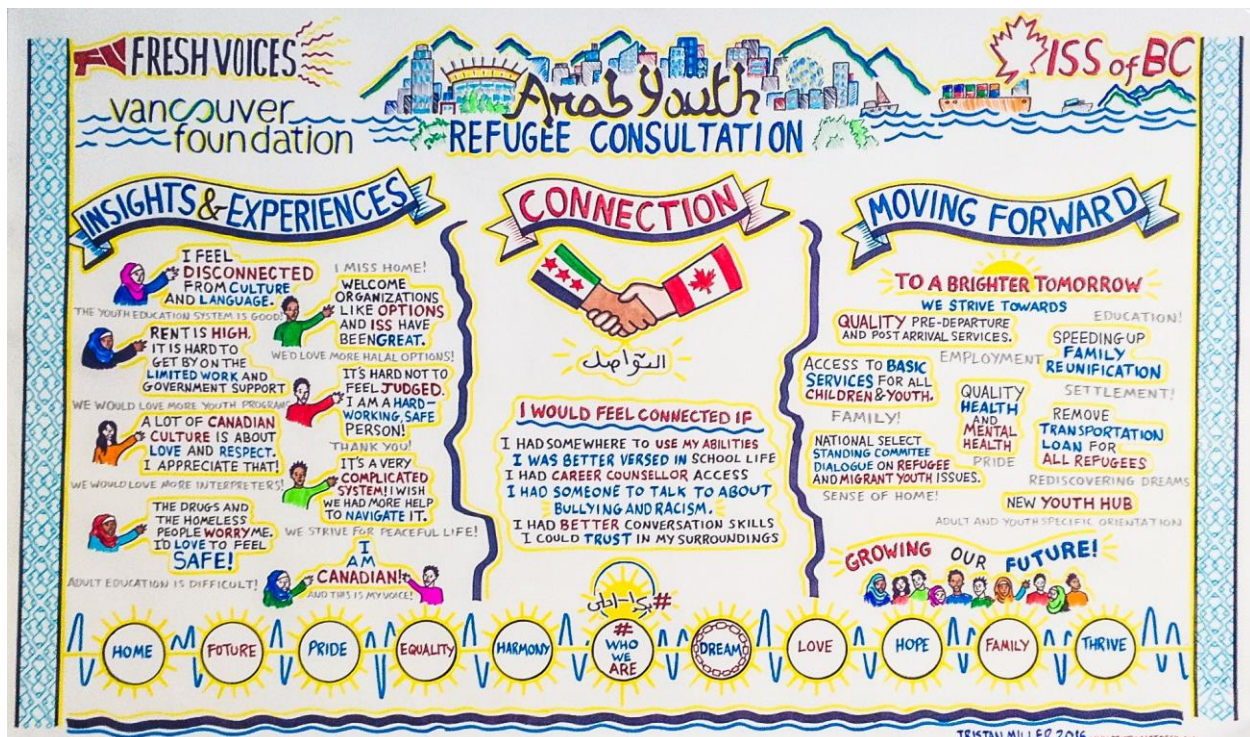 FRESH VOICES
vancouver
foundation
Arab Youth
REFUGEE CONSULTATION
ISS of BC
INSIGHTS & EXPERIENCES
I FEEL
DISCONNECTED
FROM CULTURE
AND LANGUAGE.
I MISS HOME!
WELCOME
ORGANIZATIONS
LIKE OPTIONS
AND ISS HAVE
BEEN GREAT.
THE YOUTH EDUCATION SYSTEM IS GOOD!
RENT IS HIGH.
IT IS HARD TO
GET BY ON THE
LIMITED WORK AND
GOVERNMENT SUPPORT
WE'D LOVE MORE HALAL OPTIONS!
IT'S HARD NOT TO
FEEL JUDGED.
I AM A HARD-
WORKING, SAFE
PERSON!
WE WOULD LOVE MORE YOUTH PROGRAMS
A LOT OF CANADIAN
CULTURE IS ABOUT
LOVE AND RESPECT.
I APPRECIATE THAT!
THANK YOU!
IT'S A VERY
COMPLICATED
SYSTEM! I WISH
WE HAD MORE HELP
TO NAVIGATE IT.
WE WOULD LOVE MORE INTERPRETERS!
THE DRUGS AND
THE HOMELESS
PEOPLE WORRY ME.
I'D LOVE TO FEEL
SAFE!
WE STRIVE FOR PEACEFUL LIFE!
ADULT EDUCATION IS DIFFICULT!
I
AM
CANADIAN!
AND THIS IS MY VOICE!
CONNECTION
التواصل
I WOULD FEEL CONNECTED IF
I HAD SOMEWHERE TO USE MY ABILITIES
I WAS BETTER VERSED IN SCHOOL LIFE
I HAD CAREER COUNSELLOR ACCESS
I HAD SOMEONE TO TALK TO ABOUT
BULLYING AND RACISM.
I HAD BETTER CONVERSATION SKILLS
I COULD TRUST IN MY SURROUNDINGS
MOVING FORWARD
TO A BRIGHTER TOMORROW
WE STRIVE TOWARDS
QUALITY PRE-DEPARTURE
AND POST ARRIVAL SERVICES.
EDUCATION!
SPEEDING UP
FAMILY
REUNIFICATION
EMPLOYMENT
ACCESS TO BASIC
SERVICES FOR ALL
CHILDREN & YOUTH.
SETTLEMENT!
QUALITY
HEALTH
AND
MENTAL
HEALTH
FAMILY!
REMOVE
TRANSPORTATION
LOAN FOR
ALL REFUGEES
NATIONAL SELECT
STANDING COMMITEE
DIALOGUE ON REFUGEE
AND MIGRANT YOUTH ISSUES.
PRIDE
REDISCOVERING DREAMS
SENSE OF HOME!
NEW YOUTH HUB
ADULT AND YOUTH SPECIFIC ORIENTATION
GROWING OUR FUTURE!
HOME
FUTURE
PRIDE
EQUALITY
HARMONY
#
WHO
WE
ARE
DREAM
LOVE
HOPE
FAMILY
THRIVE
TRISTAN MILLER 2016